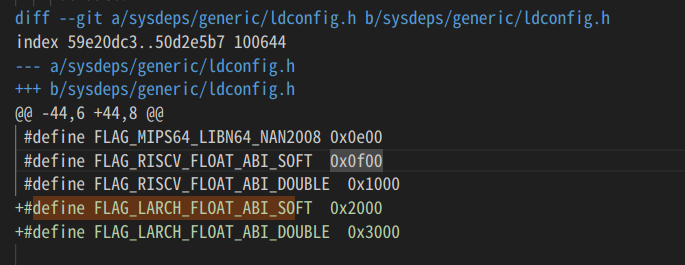 diff --git a/sysdeps/generic/ldconfig.h b/sysdeps/generic/ldconfig.h
index 59e20dc3..50d2e5b7 100644
--- a/sysdeps/generic/ldconfig.h
+++ b/sysdeps/generic/ldconfig.h
@@ -44,6 +44,8 @@
 #define FLAG_MIPS64_LIBN64_NAN2008 0x0e00
 #define FLAG_RISCV_FLOAT_ABI_SOFT  0x0f00
 #define FLAG_RISCV_FLOAT_ABI_DOUBLE  0x1000
+#define FLAG_LARCH_FLOAT_ABI_SOFT  0x2000
+#define FLAG_LARCH_FLOAT_ABI_DOUBLE  0x3000